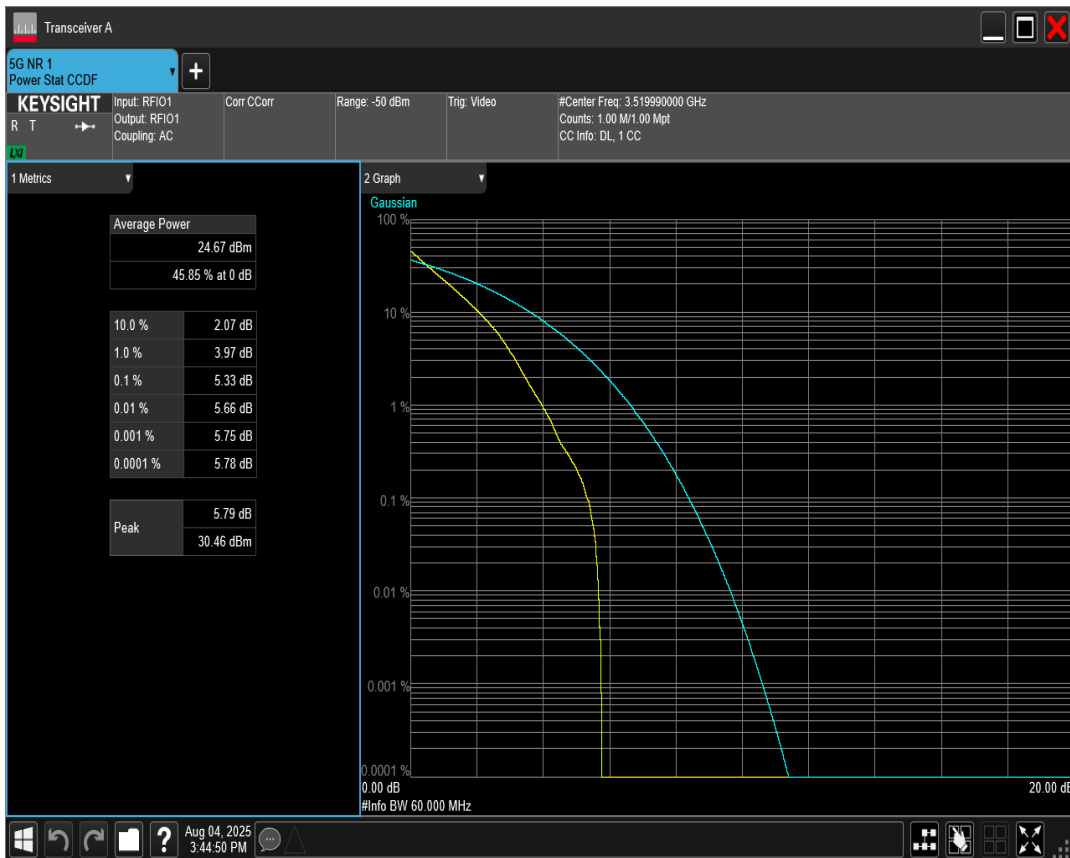 Transceiver A
5G NR 1
Power Stat CCDF
KEYSIGHT
R T
LXI
Input: RFIO1
Output: RFIO1
Coupling: AC
Corr CCorr
Range: -50 dBm
Trig: Video
#Center Freq: 3.519990000 GHz
Counts: 1.00 M/1.00 Mpt
CC Info: DL, 1 CC
1 Metrics
Average Power
24.67 dBm
45.85 % at 0 dB
10.0 % 2.07 dB
1.0 % 3.97 dB
0.1 % 5.33 dB
0.01 % 5.66 dB
0.001 % 5.75 dB
0.0001 % 5.78 dB
Peak 5.79 dB
30.46 dBm
2 Graph
Gaussian
100 %
10 %
1 %
0.1 %
0.01 %
0.001 %
0.0001 %
0.00 dB 20.00 dB
#Info BW 60.000 MHz
?
Aug 04, 2025
3:44:50 PM